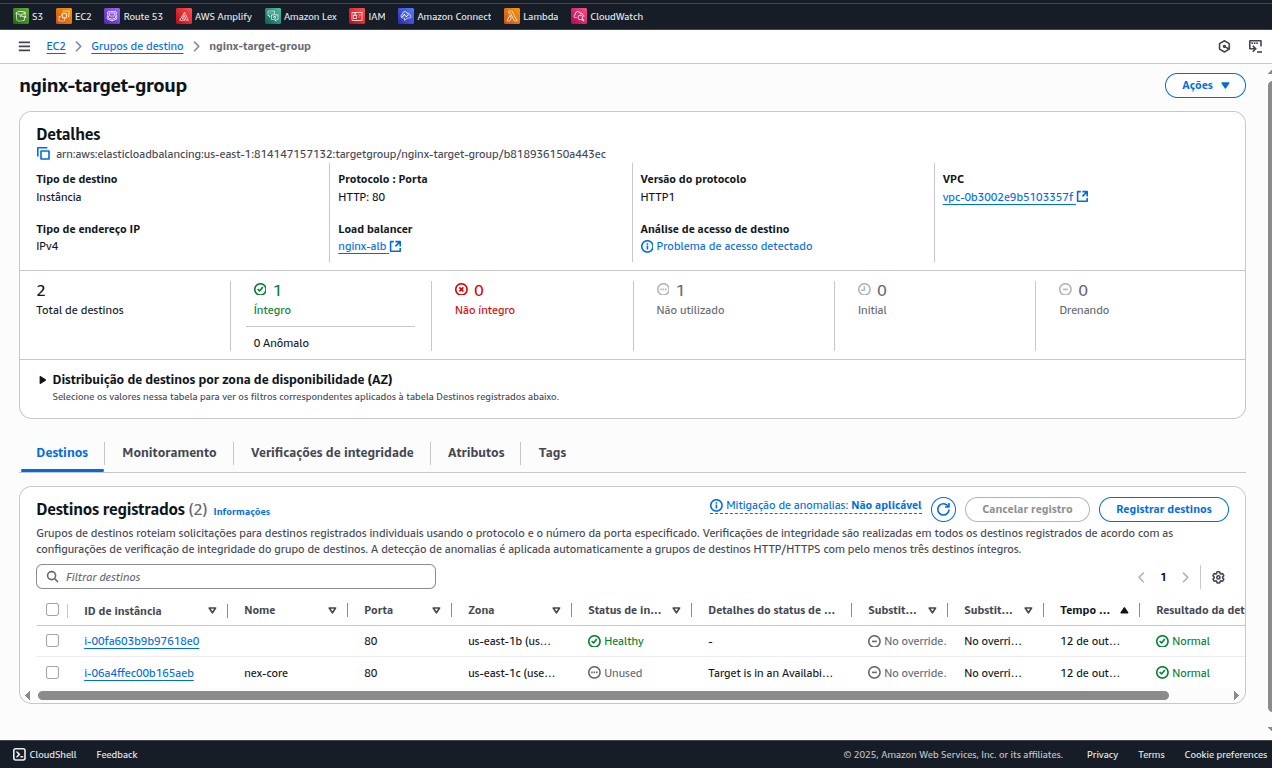 S3 EC2 Route 53 AWS Amplify Amazon Lex IAM Amazon Connect Lambda CloudWatch
EC2 > Grupos de destino > nginx-target-group
nginx-target-group
Ações
Detalhes
arn:aws:elasticloadbalancing:us-east-1:814147157132:targetgroup/nginx-target-group/b818936150a443ec
Tipo de destino
Instância
Protocolo : Porta
HTTP: 80
Versão do protocolo
HTTP1
VPC
vpc-0b3002e9b5103357f
Tipo de endereço IP
IPv4
Load balancer
nginx-alb
Análise de acesso de destino
Problema de acesso detectado
2
Total de destinos
1
Íntegro
0 Anômalo
0
Não íntegro
1
Não utilizado
0
Initial
0
Drenando
Distribuição de destinos por zona de disponibilidade (AZ)
Selecione os valores nessa tabela para ver os filtros correspondentes aplicados à tabela Destinos registrados abaixo.
Destinos Monitoramento Verificações de integridade Atributos Tags
Destinos registrados (2) Informações
Mitigação de anomalias: Não aplicável
Cancelar registro
Registrar destinos
Grupos de destino roteiam solicitações para destinos registrados individuais usando o protocolo e o número da porta especificado. Verificações de integridade são realizadas em todos os destinos registrados de acordo com as
configurações de verificação de integridade do grupo de destinos. A detecção de anomalias é aplicada automaticamente a grupos de destinos HTTP/HTTPS com pelo menos três destinos íntegros.
Filtrar destinos
1
ID de instância Nome Porta Zona Status de in... Detalhes do status de ... Substit... Substit... Tempo ... Resultado da det
i-00fa603b9b97618e0 80 us-east-1b (us... Healthy - No override. No overri... 12 de out... Normal
i-06a4ffec00b165aeb nex-core 80 us-east-1c (use... Unused Target is in an Availabi... No override. No overri... 12 de out... Normal
CloudShell Feedback © 2025, Amazon Web Services, Inc. or its affiliates. Privacy Terms Cookie preferences